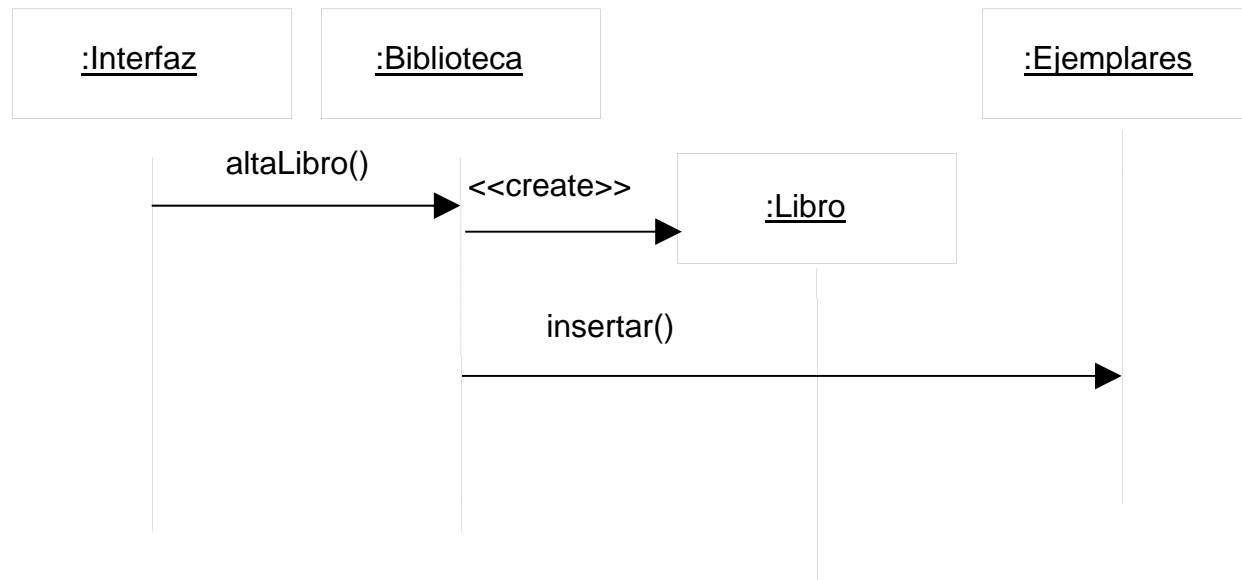 :Interfaz
:Biblioteca
:Ejemplares
altaLibro()
<<create>>
:Libro
insertar()